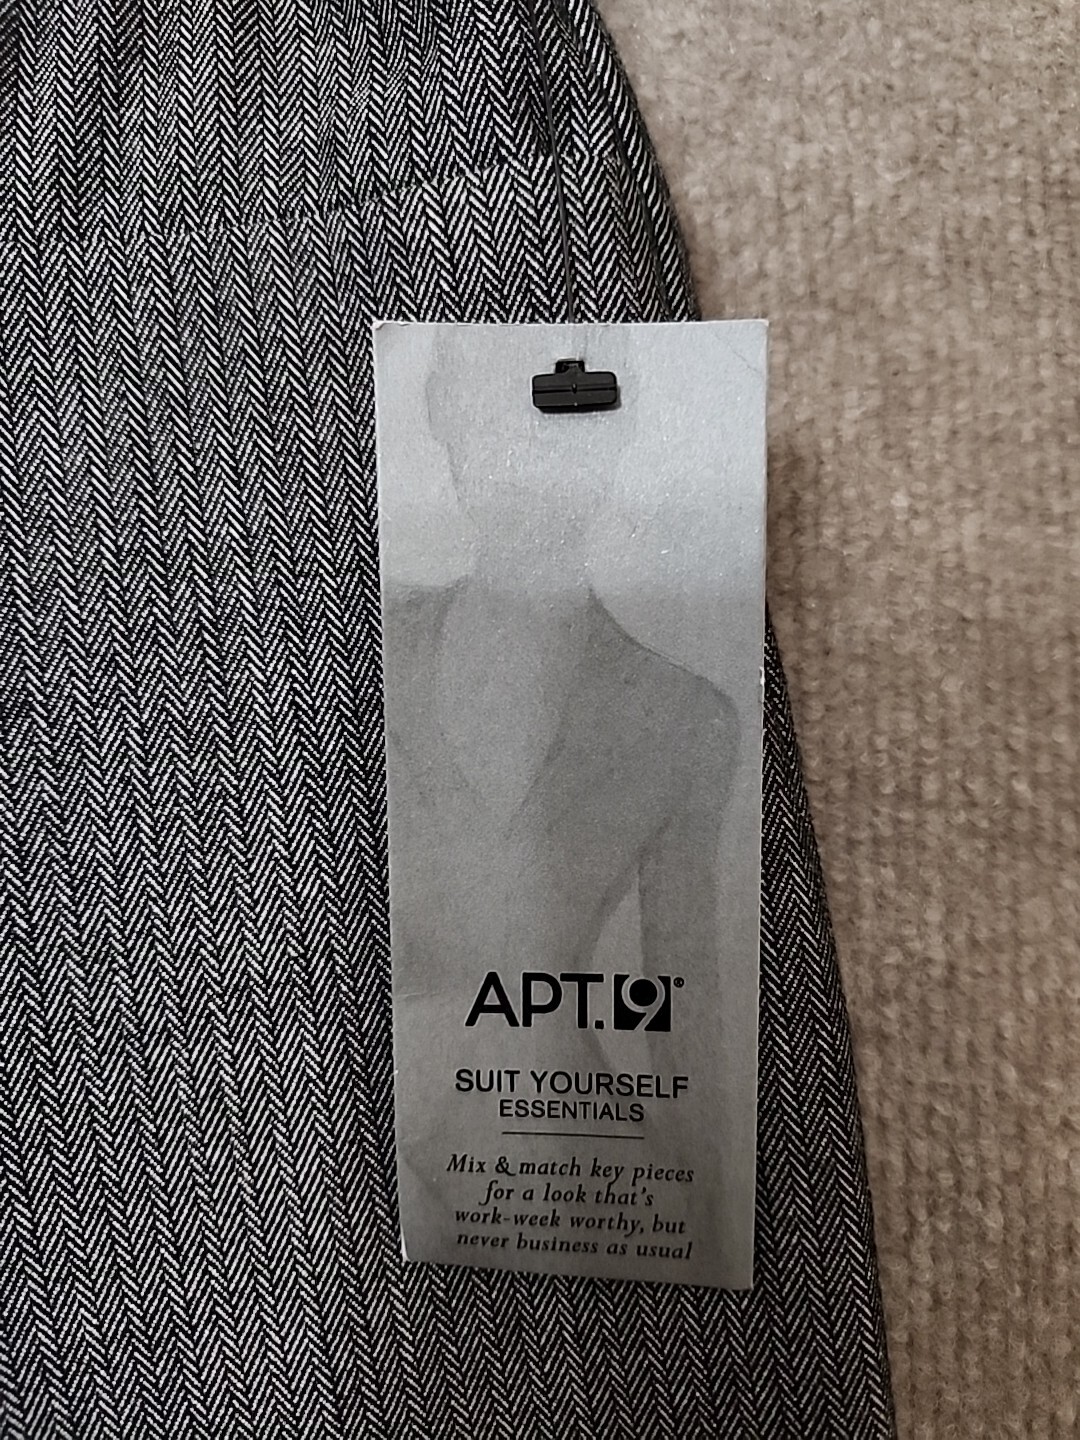 APT.9®
SUIT YOURSELF
ESSENTIALS
Mix & match key pieces
for a look that's
work-week worthy, but
never business as usual